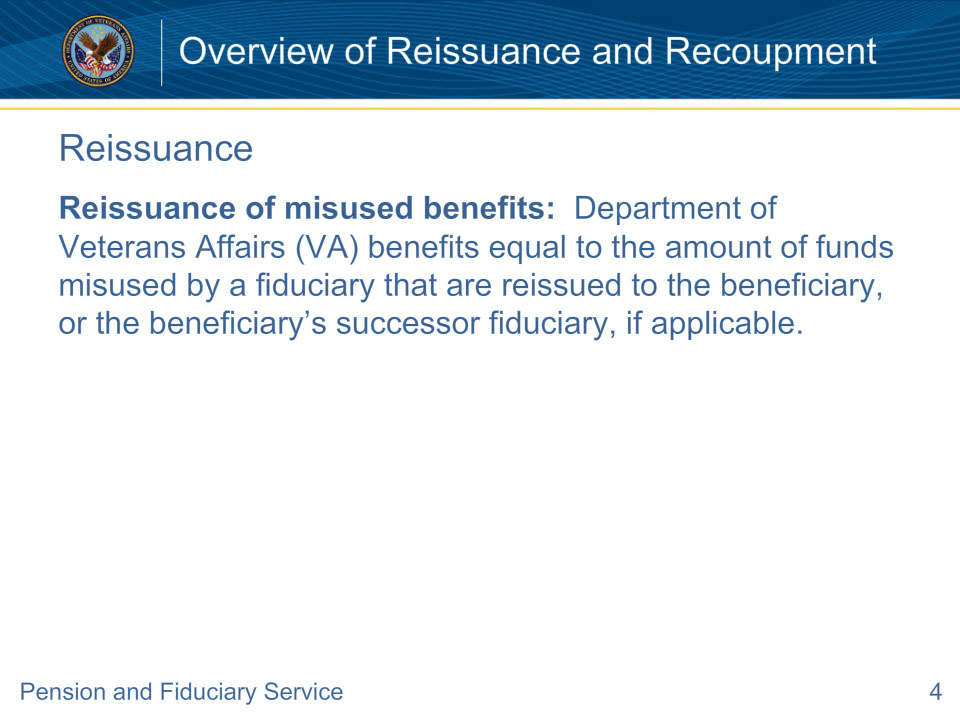 Overview of Reissuance and Recoupment
Reissuance
Reissuance of misused benefits:  Department of
Veterans Affairs (VA) benefits equal to the amount of funds
misused by a fiduciary that are reissued to the beneficiary,
or the beneficiary’s successor fiduciary, if applicable.
Pension and Fiduciary Service
4